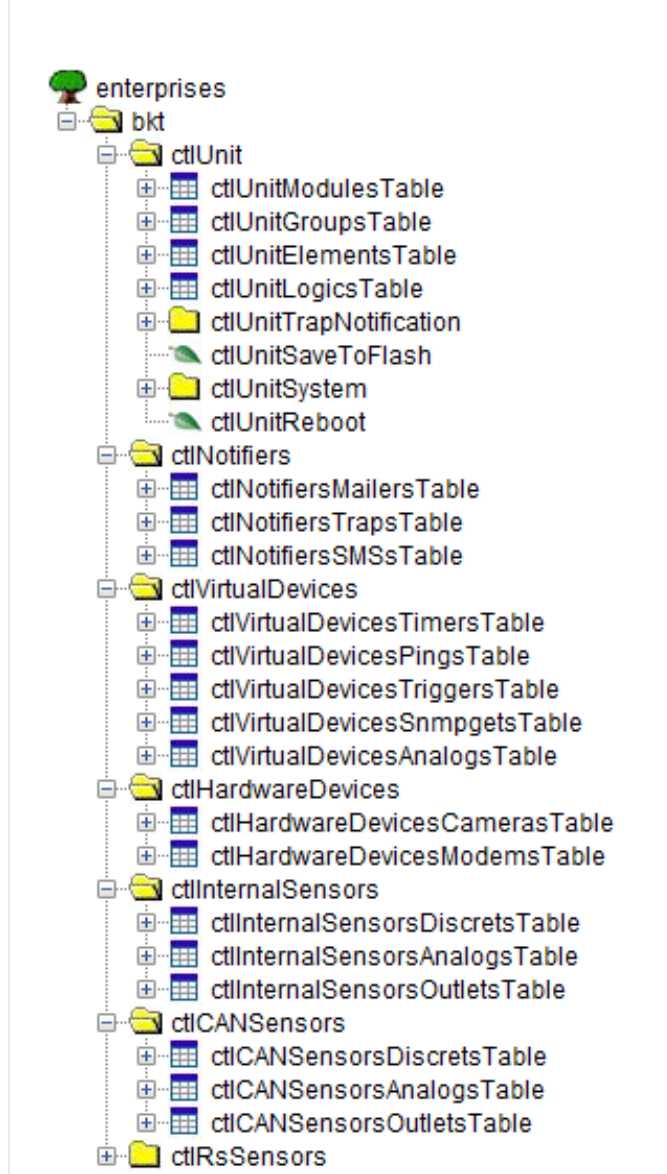 enterprises
bkt
ctlUnit
ctlUnitModulesTable
ctlUnitGroupsTable
ctlUnitElementsTable
ctlUnitLogicsTable
ctlUnitTrapNotification
ctlUnitSaveToFlash
ctlUnitSystem
ctlUnitReboot
ctlNotifiers
ctlNotifiersMailersTable
ctlNotifiersTrapsTable
ctlNotifiersSMSsTable
ctlVirtualDevices
ctlVirtualDevicesTimersTable
ctlVirtualDevicesPingsTable
ctlVirtualDevicesTriggersTable
ctlVirtualDevicesSnmpgetsTable
ctlVirtualDevicesAnalogsTable
ctlHardwareDevices
ctlHardwareDevicesCamerasTable
ctlHardwareDevicesModemsTable
ctlInternalSensors
ctlInternalSensorsDiscretsTable
ctlInternalSensorsAnalogsTable
ctlInternalSensorsOutletsTable
ctlCANSensors
ctlCANSensorsDiscretsTable
ctlCANSensorsAnalogsTable
ctlCANSensorsOutletsTable
ctlRsSensors